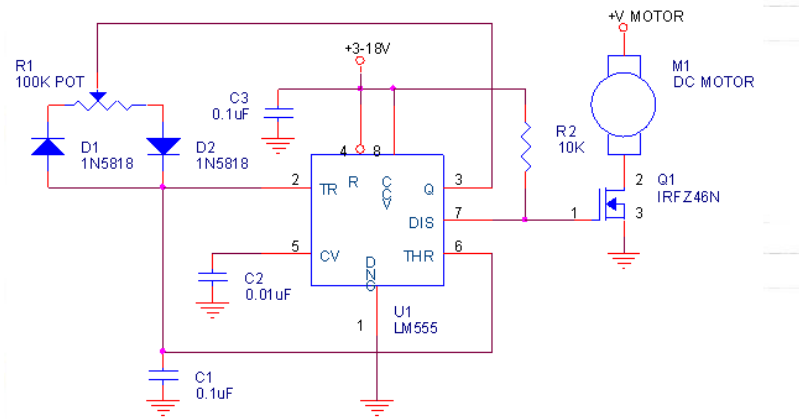 +V MOTOR
+3-18V
R1
100K POT
M1
DC MOTOR
C3
0.1uF
R2
10K
D1
1N5818
D2
1N5818
4
8
R
VCC
2
TR
Q
3
Q1
IRFZ46N
2
1
3
DIS
7
5
CV
THR
6
GND
C2
0.01uF
U1
LM555
1
C1
0.1uF